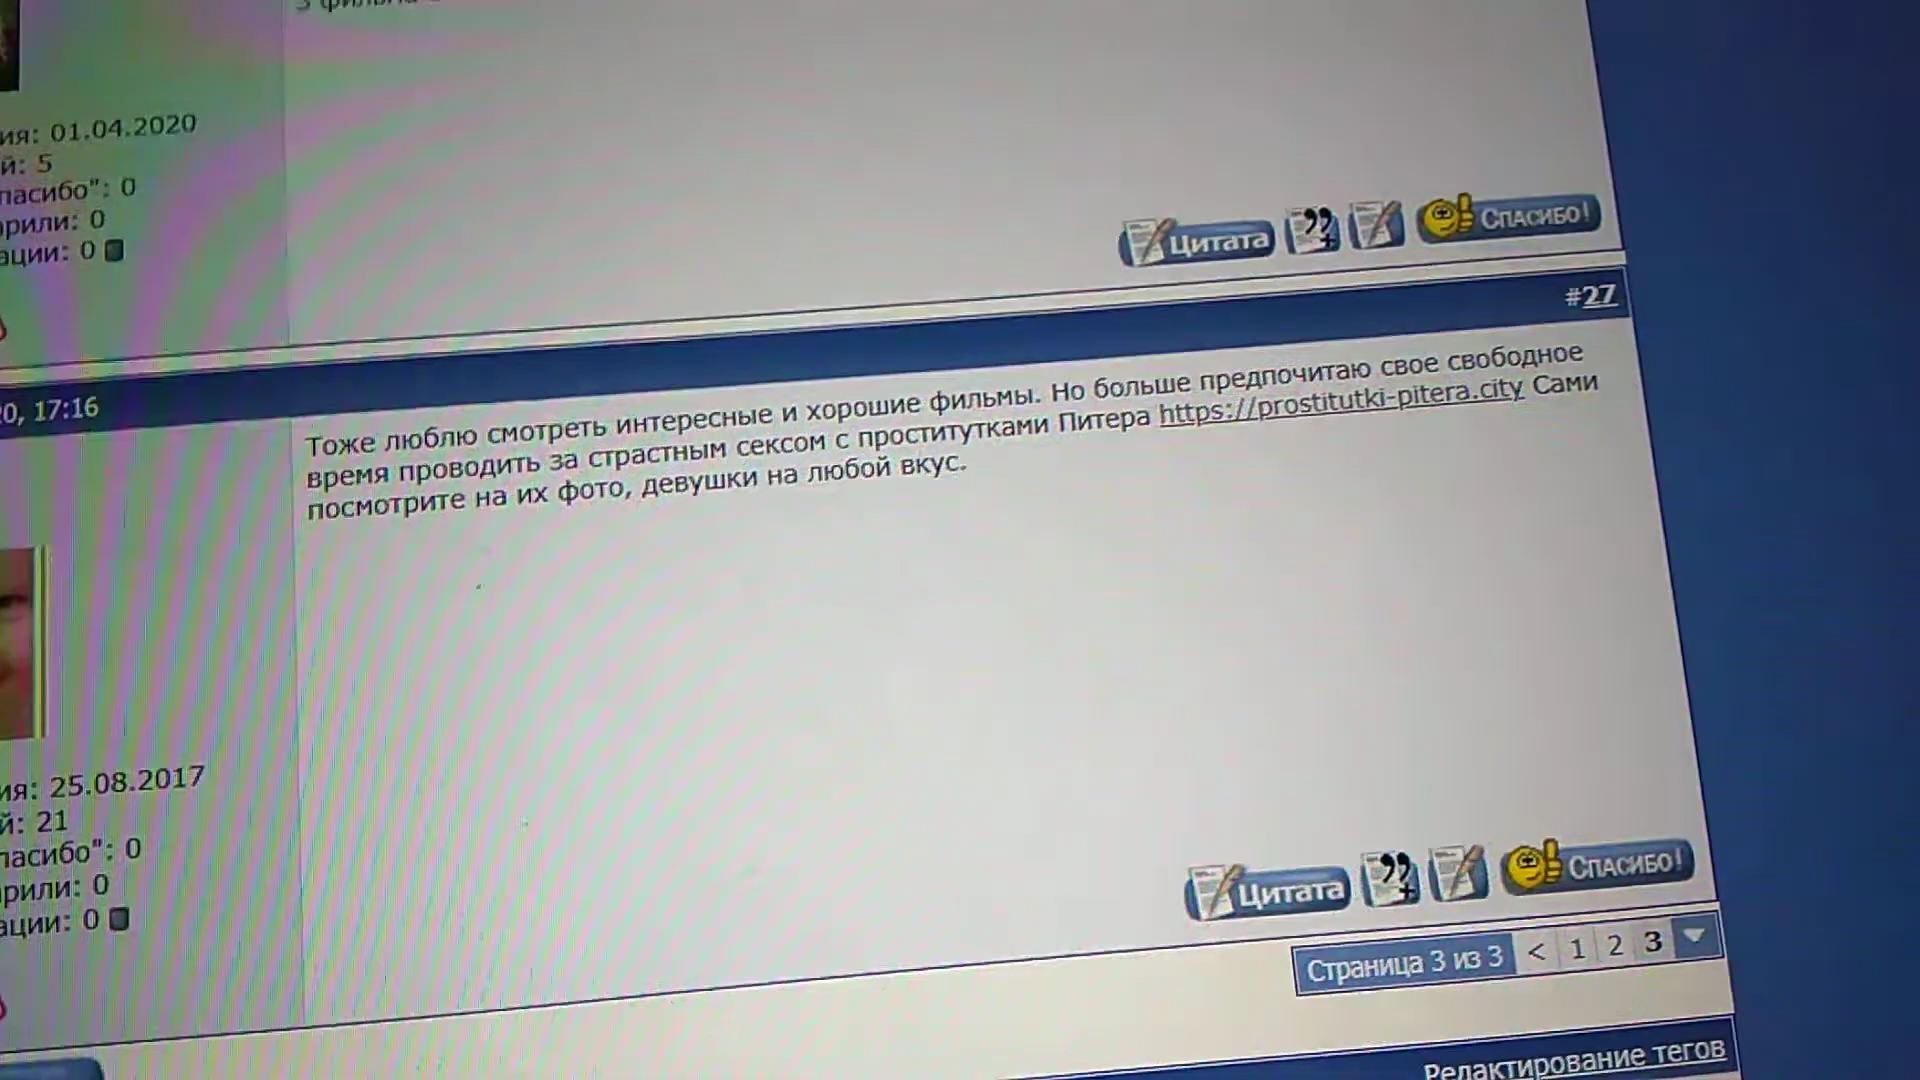 ия: 01.04.2020
й: 5
пасибо": 0
арили: 0
ации: 0
Цитата
Спасибо!
#27
20, 17:16
Тоже люблю смотреть интересные и хорошие фильмы. Но больше предпочитаю свое свободное
время проводить за страстным сексом с проститутками Питера https://prostitutki-pitera.city Сами
посмотрите на их фото, девушки на любой вкус.
ия: 25.08.2017
й: 21
пасибо": 0
арили: 0
ации: 0
Цитата
Спасибо!
Страница 3 из 3 < 1 2 3
Редактирование тегов